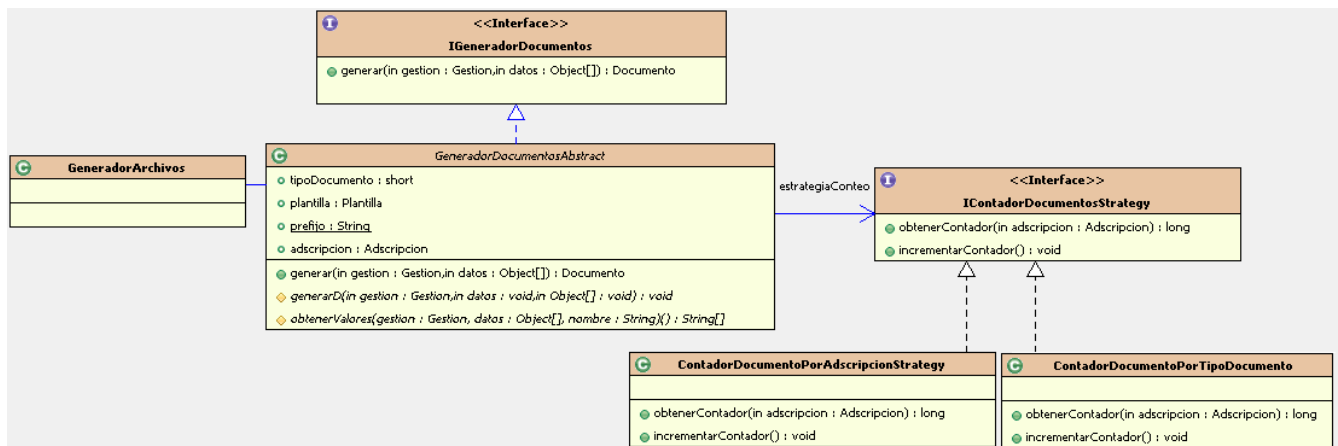 <<Interface>>
IGeneradorDocumentos
generar(in gestion : Gestion,in datos : Object[]) : Documento
GeneradorArchivos
GeneradorDocumentosAbstract
tipoDocumento : short
plantilla : Plantilla
prefijo : String
adscripcion : Adscripcion
generar(in gestion : Gestion,in datos : Object[]) : Documento
generarD(in gestion : Gestion,in datos : void,in Object[] : void) : void
obtenerValores(gestion : Gestion, datos : Object[], nombre : String)() : String[]
estrategiaConteo
<<Interface>>
IContadorDocumentosStrategy
obtenerContador(in adscripcion : Adscripcion) : long
incrementarContador() : void
ContadorDocumentoPorAdscripcionStrategy
obtenerContador(in adscripcion : Adscripcion) : long
incrementarContador() : void
ContadorDocumentoPorTipoDocumento
obtenerContador(in adscripcion : Adscripcion) : long
incrementarContador() : void